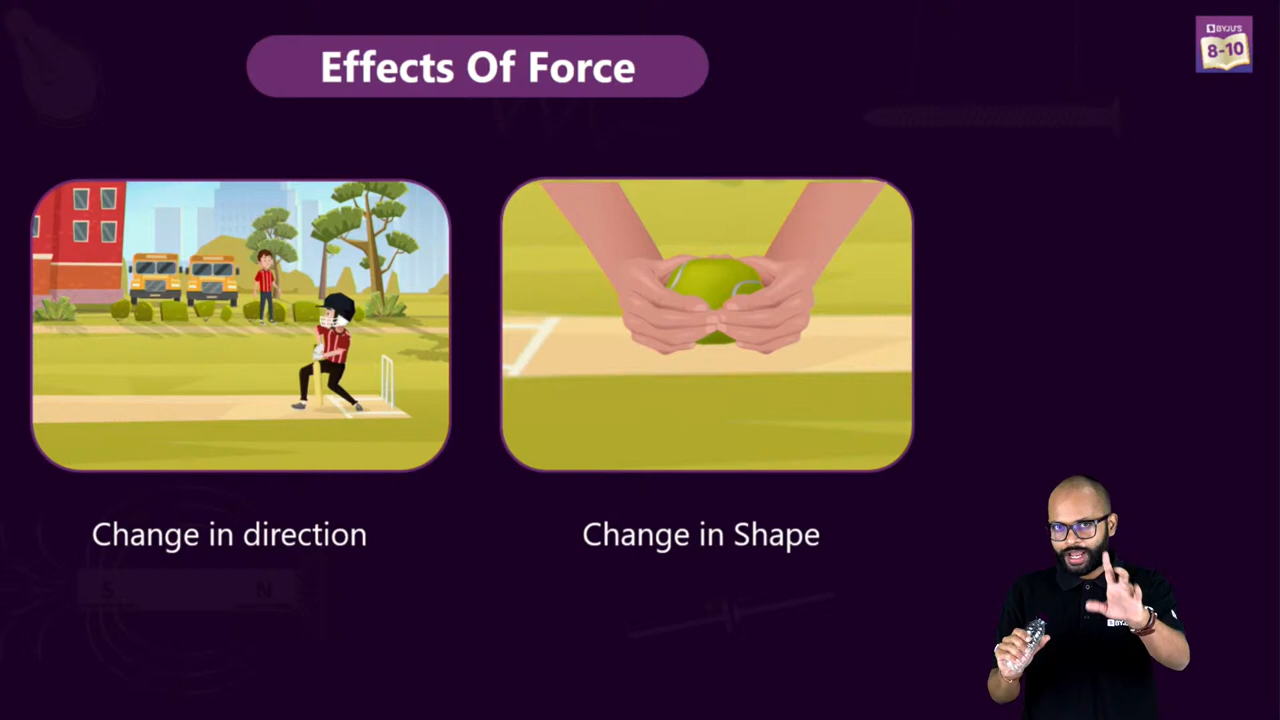 Effects Of Force
BYJU'S
8-10
Change in direction
Change in Shape
S N